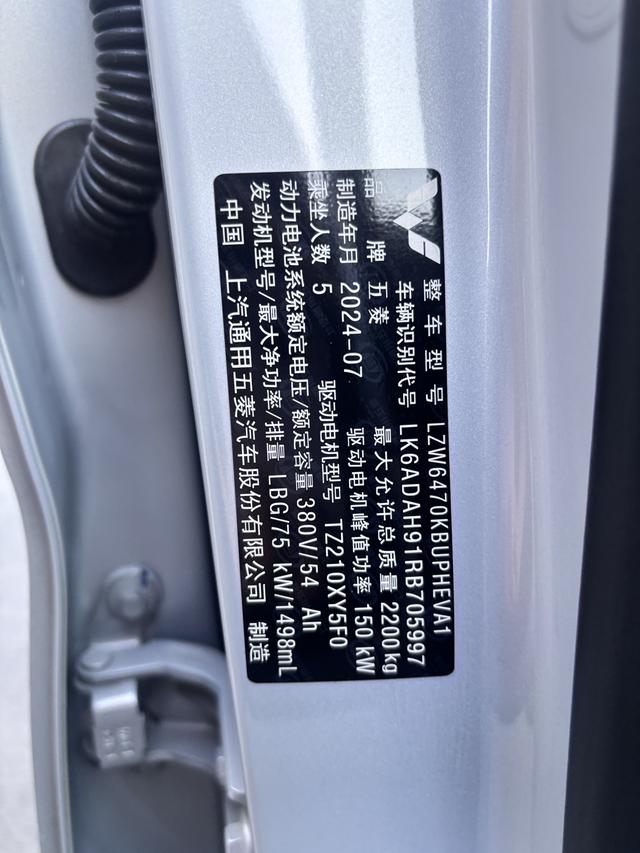 整车型号 LZW6470KBUPHEVA1
车辆识别代号 LK6ADAH91RB705997
品牌 五菱 最大允许总质量 2200kg
制造年月 2024-07 驱动电机峰值功率 150 kW
乘坐人数 5 驱动电机型号 TZ210XY5F0
动力电池系统额定电压/额定容量 380V/54 Ah
发动机型号/最大净功率/排量 LBG/75 kW/1498mL
中国 上汽通用五菱汽车股份有限公司 制造